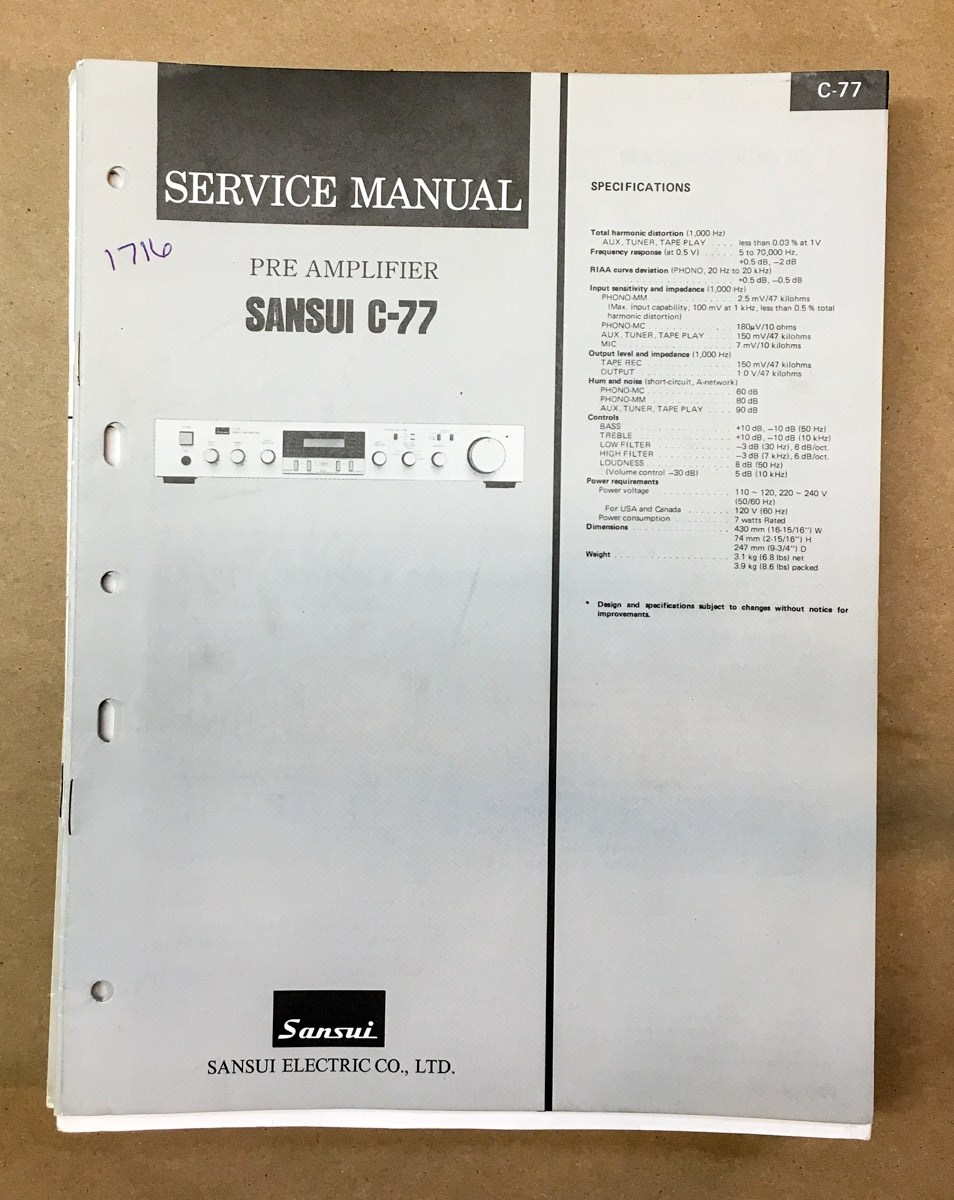 SERVICE MANUAL
1716
PRE AMPLIFIER
SANSUI C-77
Sansui
SANSUI ELECTRIC CO., LTD.
C-77
SPECIFICATIONS
Total harmonic distortion (1,000 Hz)
AUX, TUNER, TAPE PLAY . . . . less than 0.03 % at 1V
Frequency response (at 0.5 V) . . . . . 5 to 70,000 Hz,
+0.5 dB, −2 dB
RIAA curve deviation (PHONO, 20 Hz to 20 kHz)
. . . . . . . . . . . . . . . . . . . . +0.5 dB, −0.5 dB
Input sensitivity and impedance (1,000 Hz)
PHONO-MM . . . . . . . . . . . . . . 2.5 mV/47 kilohms
(Max. input capability; 100 mV at 1 kHz, less than 0.5 % total
harmonic distortion)
PHONO-MC . . . . . . . . . . . . . . 180μV/10 ohms
AUX, TUNER, TAPE PLAY . . . . 150 mV/47 kilohms
MIC . . . . . . . . . . . . . . . . . . 7 mV/10 kilohms
Output level and impedance (1,000 Hz)
TAPE REC . . . . . . . . . . . . . . . 150 mV/47 kilohms
OUTPUT . . . . . . . . . . . . . . . . 1.0 V/47 kilohms
Hum and noise (short-circuit, A-network)
PHONO-MC . . . . . . . . . . . . . . 60 dB
PHONO-MM . . . . . . . . . . . . . . 80 dB
AUX, TUNER, TAPE PLAY . . . . 90 dB
Controls
BASS . . . . . . . . . . . . . . . . . . +10 dB, −10 dB (50 Hz)
TREBLE . . . . . . . . . . . . . . . . +10 dB, −10 dB (10 kHz)
LOW FILTER . . . . . . . . . . . . . −3 dB (30 Hz), 6 dB/oct.
HIGH FILTER . . . . . . . . . . . . . −3 dB (7 kHz), 6 dB/oct.
LOUDNESS . . . . . . . . . . . . . . 8 dB (50 Hz)
(Volume control −30 dB) 5 dB (10 kHz)
Power requirements
Power voltage . . . . . . . . . . . . . 110 ~ 120, 220 ~ 240 V
(50/60 Hz)
For USA and Canada . . . . . . . 120 V (60 Hz)
Power consumption . . . . . . . . . 7 watts Rated
Dimensions . . . . . . . . . . . . . . . . . 430 mm (16-15/16") W
74 mm (2-15/16") H
247 mm (9-3/4") D
Weight . . . . . . . . . . . . . . . . . . . . 3.1 kg (6.8 lbs) net
3.9 kg (8.6 lbs) packed
* Design and specifications subject to changes without notice for
improvements.